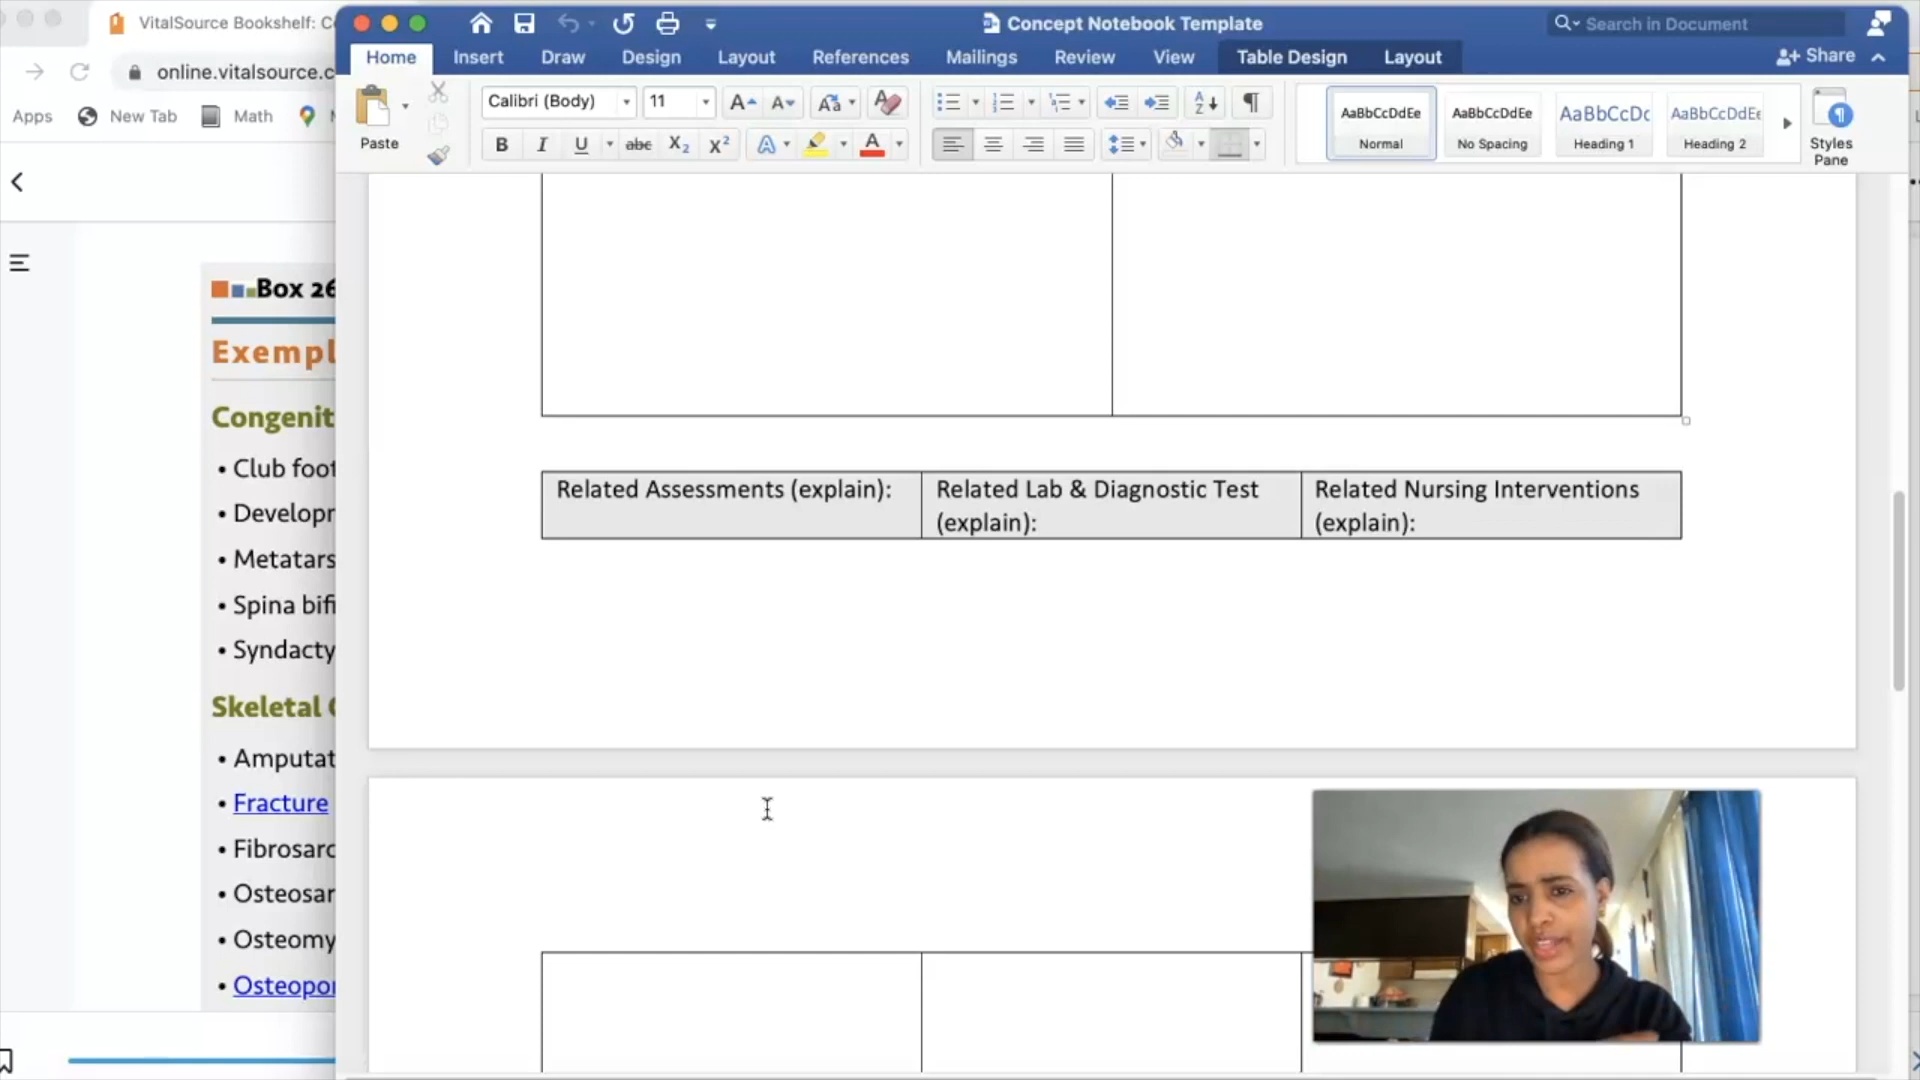 VitalSource Bookshelf: C
online.vitalsource.c
Apps
New Tab
Math
Box 26
Exempl
Congenit
• Club foot
• Developr
• Metatars
• Spina bifi
• Syndacty
Skeletal
• Amputat
• Fracture
• Fibrosarc
• Osteosar
• Osteomy
• Osteopor
Concept Notebook Template
Search in Document
Home
Insert
Draw
Design
Layout
References
Mailings
Review
View
Table Design
Layout
Share
Paste
Calibri (Body)
11
AaBbCcDdEe
Normal
AaBbCcDdEe
No Spacing
AaBbCcDc
Heading 1
AaBbCcDdEe
Heading 2
Styles
Pane
Related Assessments (explain):
Related Lab & Diagnostic Test
(explain):
Related Nursing Interventions
(explain):